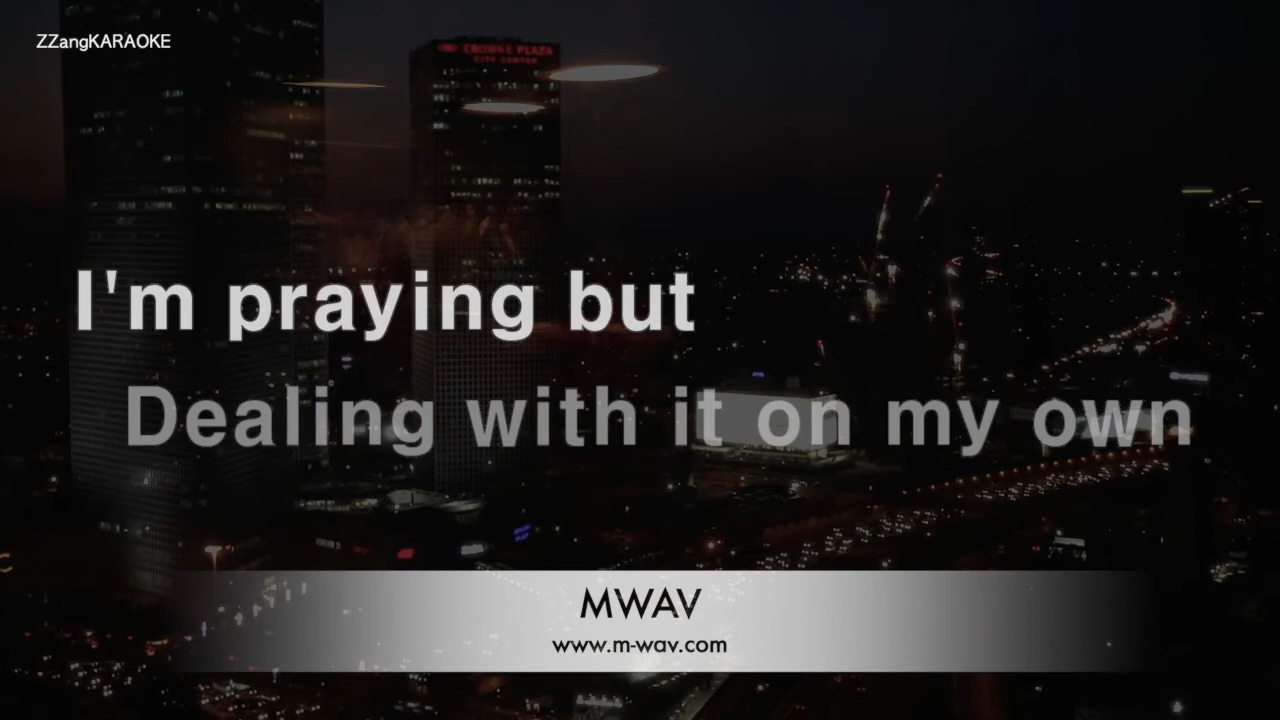 ZZangKARAOKE
CROWNE PLAZA
CITY CENTER
I'm praying but
Dealing with it on my own
MWAV
www.m-wav.com